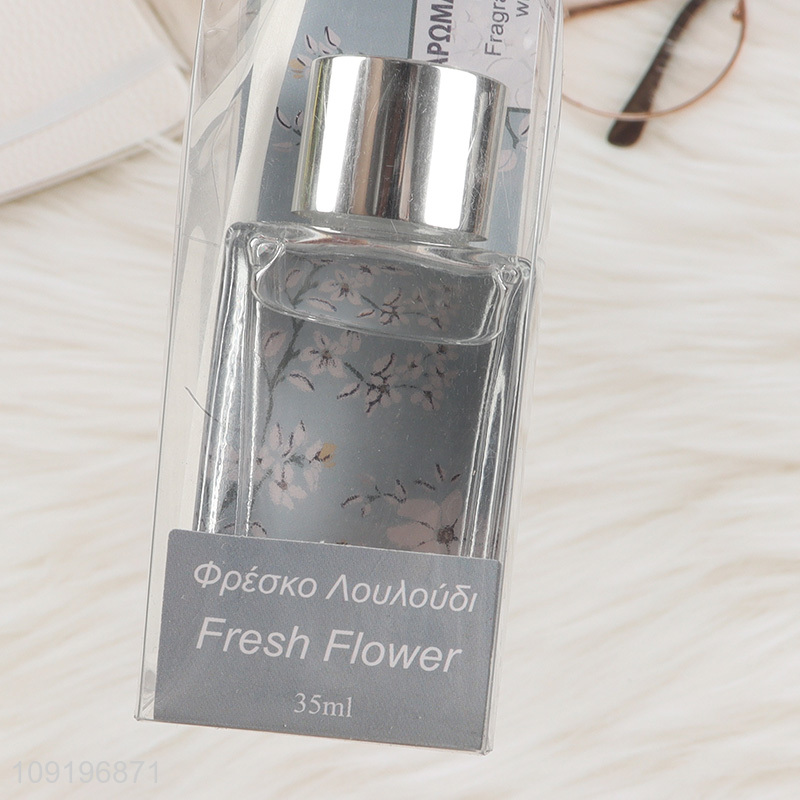 ΑΡΩΜΑ
Fragra
w
Φρέσκο Λουλούδι
Fresh Flower
35ml
109196871